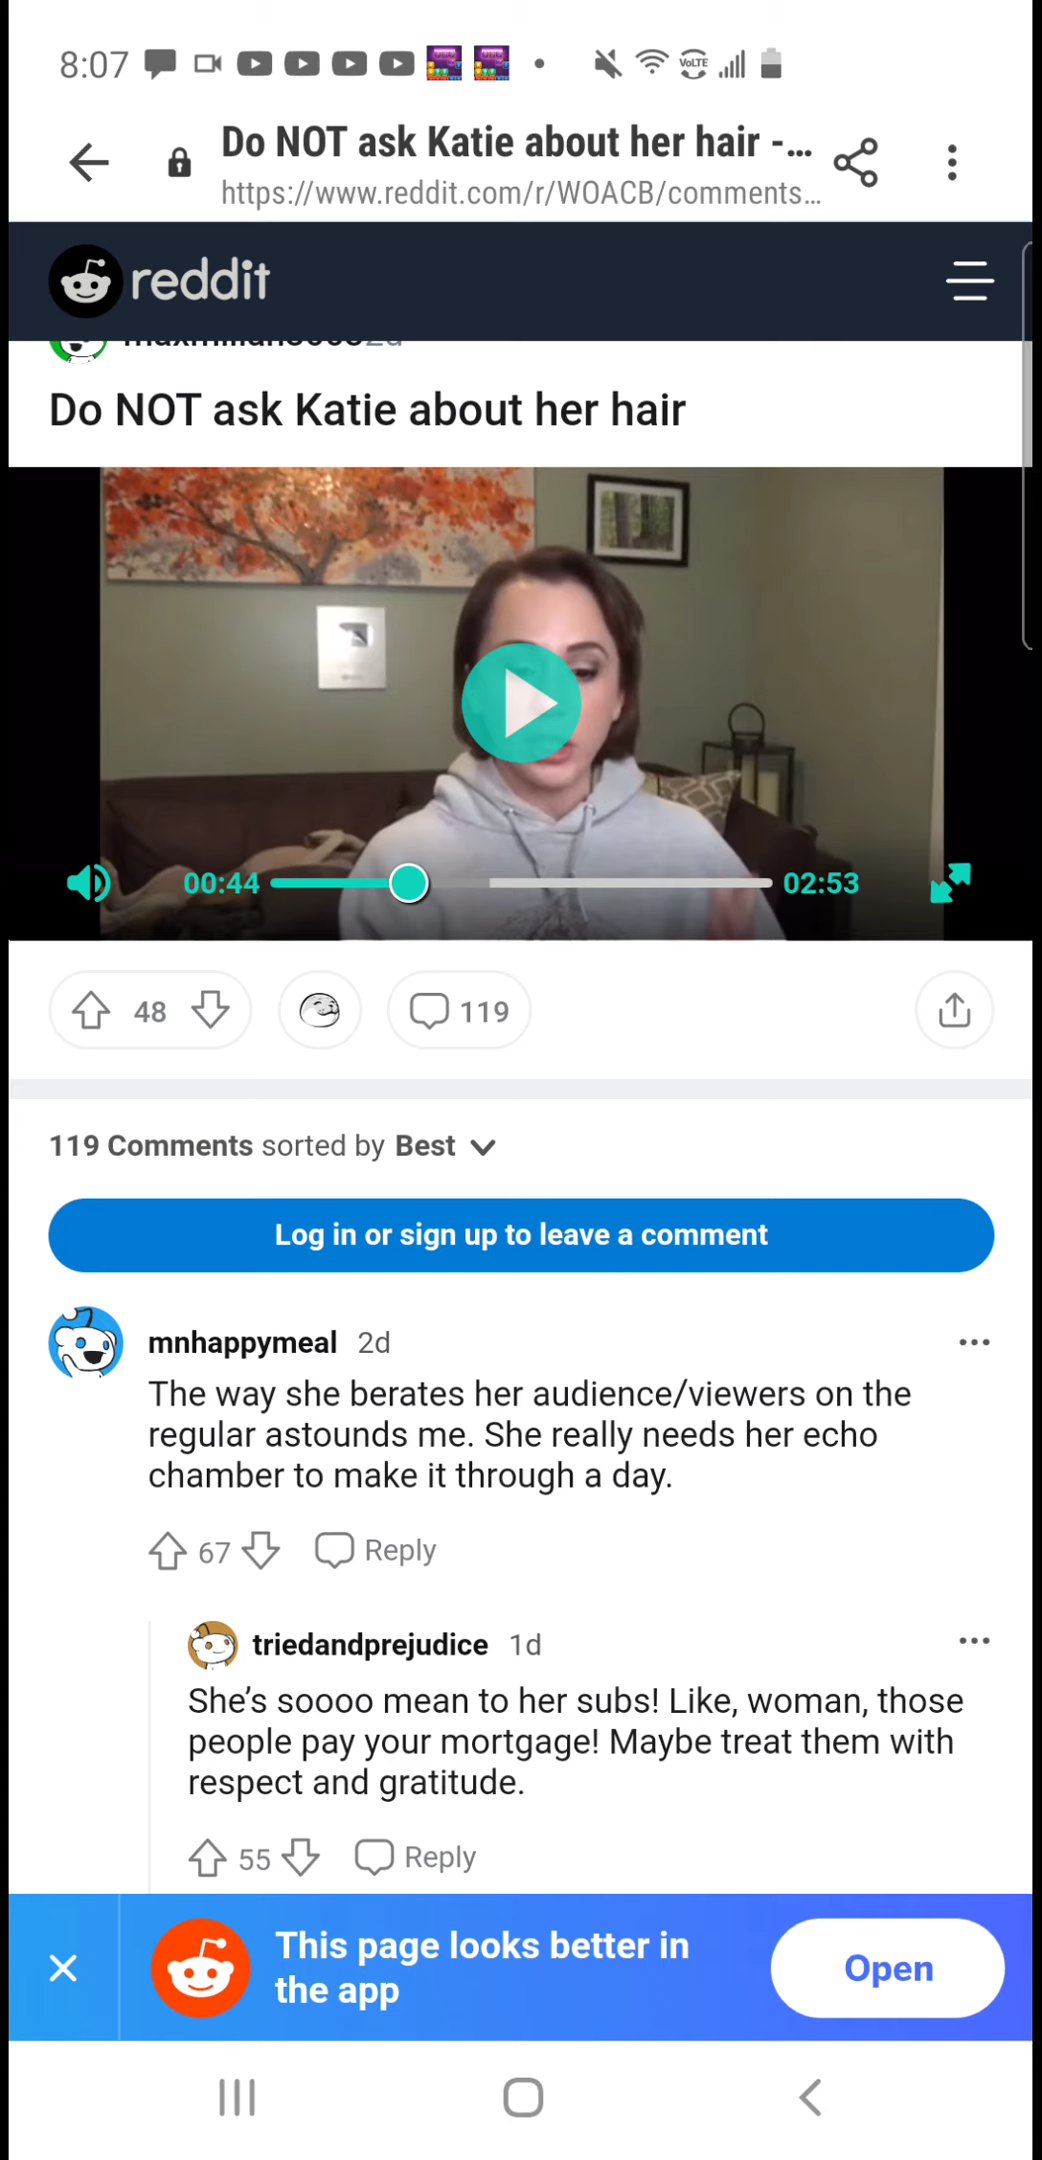 8:07
VoLTE
Do NOT ask Katie about her hair -...
https://www.reddit.com/r/WOACB/comments...
reddit
2d
Do NOT ask Katie about her hair
00:44
02:53
48
119
119 Comments sorted by Best
Log in or sign up to leave a comment
mnhappymeal 2d
The way she berates her audience/viewers on the
regular astounds me. She really needs her echo
chamber to make it through a day.
67
Reply
triedandprejudice 1d
She’s soooo mean to her subs! Like, woman, those
people pay your mortgage! Maybe treat them with
respect and gratitude.
55
Reply
This page looks better in
the app
Open